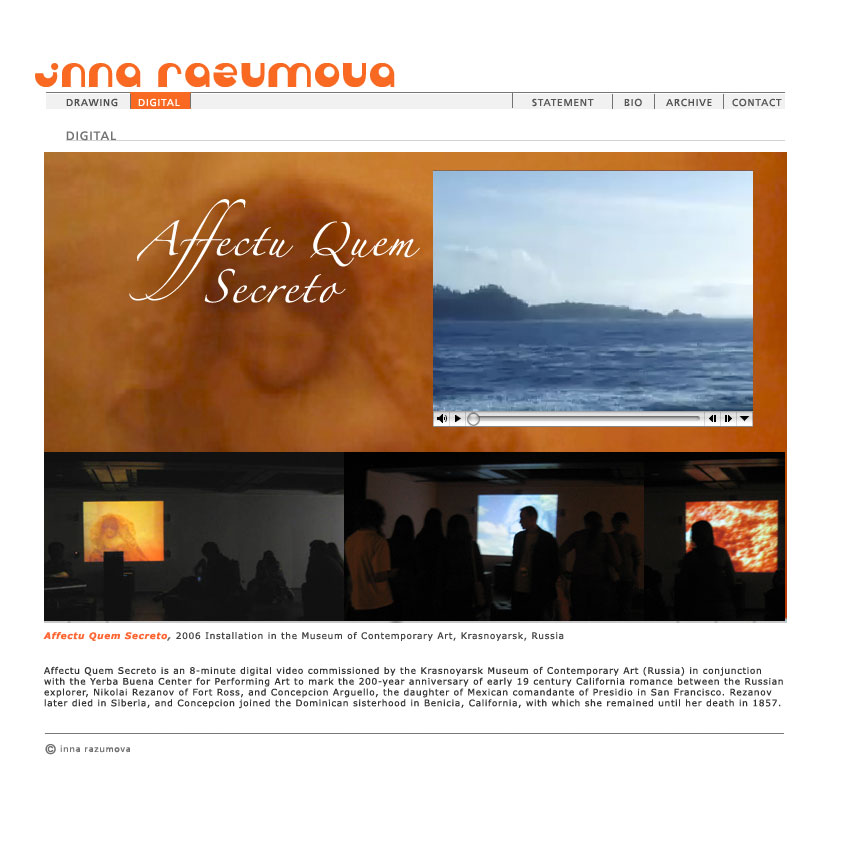 inna razumova
DRAWING DIGITAL STATEMENT BIO ARCHIVE CONTACT
DIGITAL
Affectu Quem
Secreto
Affectu Quem Secreto, 2006 Installation in the Museum of Contemporary Art, Krasnoyarsk, Russia
Affectu Quem Secreto is an 8-minute digital video commissioned by the Krasnoyarsk Museum of Contemporary Art (Russia) in conjunction
with the Yerba Buena Center for Performing Art to mark the 200-year anniversary of early 19 century California romance between the Russian
explorer, Nikolai Rezanov of Fort Ross, and Concepcion Arguello, the daughter of Mexican comandante of Presidio in San Francisco. Rezanov
later died in Siberia, and Concepcion joined the Dominican sisterhood in Benicia, California, with which she remained until her death in 1857.
© inna razumova